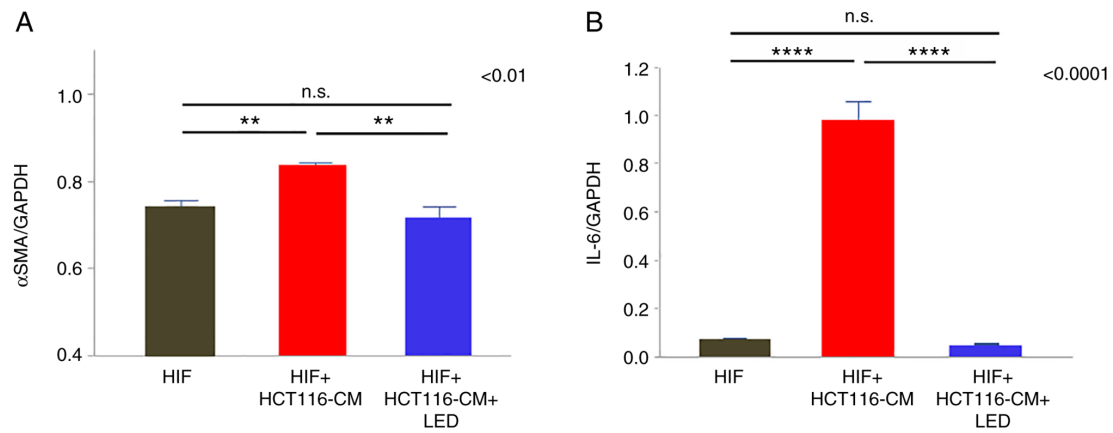 A
<0.01
n.s.
**
**
1.0
0.8
0.6
0.4
αSMA/GAPDH
HIF
HIF+
HCT116-CM
HIF+
HCT116-CM+
LED
B
n.s.
****
****
<0.0001
1.2
1.0
0.8
0.6
0.4
0.2
0.0
IL-6/GAPDH
HIF
HIF+
HCT116-CM
HIF+
HCT116-CM+
LED